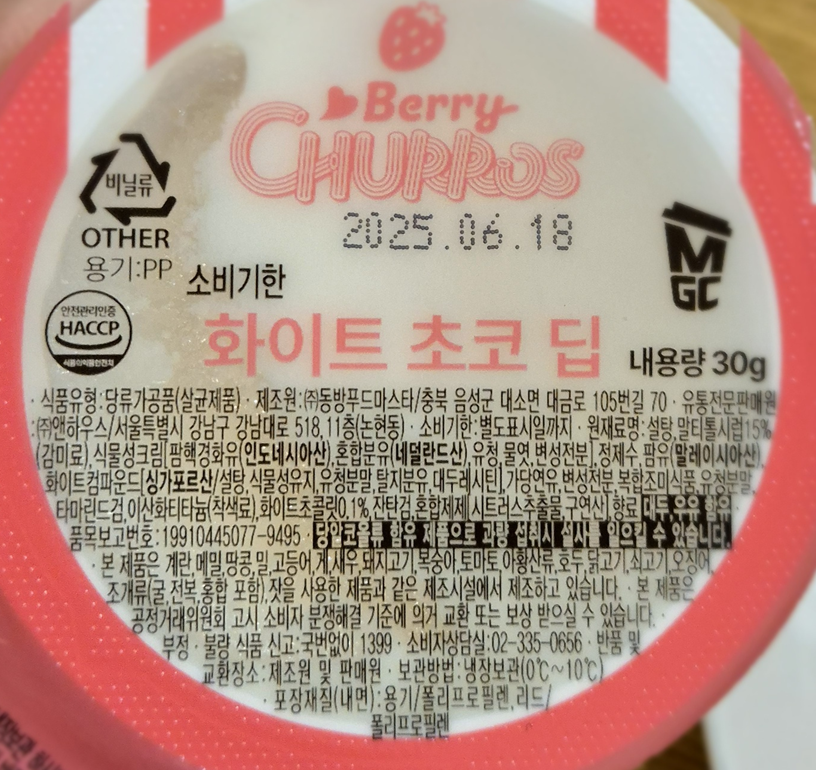 Berry
CHURROS
2025.06.18
비닐류
OTHER
용기:PP
소비기한
MGC
안전관리인증
HACCP
식품의약품안전처
화이트 초코 딥
내용량 30g
· 식품유형:당류가공품(살균제품) · 제조원:㈜동방푸드마스타/충북 음성군 대소면 대금로 105번길 70 · 유통전문판매원
:㈜앤하우스/서울특별시 강남구 강남대로 518,11층(논현동) · 소비기한:별도표시일까지 · 원재료명:설탕,말티톨시럽15%
(감미료),식물성크림[팜핵경화유(인도네시아산),혼합분유(네덜란드산),유청,물엿,변성전분],정제수,팜유(말레이시아산),
화이트컴파운드[싱가포르산/설탕,식물성유지,유청분말,탈지분유,대두레시틴],가당연유,변성전분,복합조미식품,유청분말,
타마린드검,이산화티타늄(착색료),화이트초콜릿0.1%,잔탄검,혼합제제[시트러스추출물,구연산],향료 대두,우유 함유 ·
품목보고번호:19910445077-9495 · 당알코올류 함유 제품으로 과량 섭취시 설사를 일으킬 수 있습니다.
· 본 제품은 계란,메밀,땅콩,밀,고등어,게,새우,돼지고기,복숭아,토마토,아황산류,호두,닭고기,쇠고기,오징어,
조개류(굴,전복,홍합 포함),잣을 사용한 제품과 같은 제조시설에서 제조하고 있습니다. · 본 제품은
공정거래위원회 고시 소비자 분쟁해결 기준에 의거 교환 또는 보상 받으실 수 있습니다. ·
부정 · 불량 식품 신고:국번없이 1399 · 소비자상담실:02-335-0656 · 반품 및
교환장소:제조원 및 판매원 · 보관방법:냉장보관(0℃~10℃)
· 포장재질(내면):용기/폴리프로필렌,리드/
폴리프로필렌